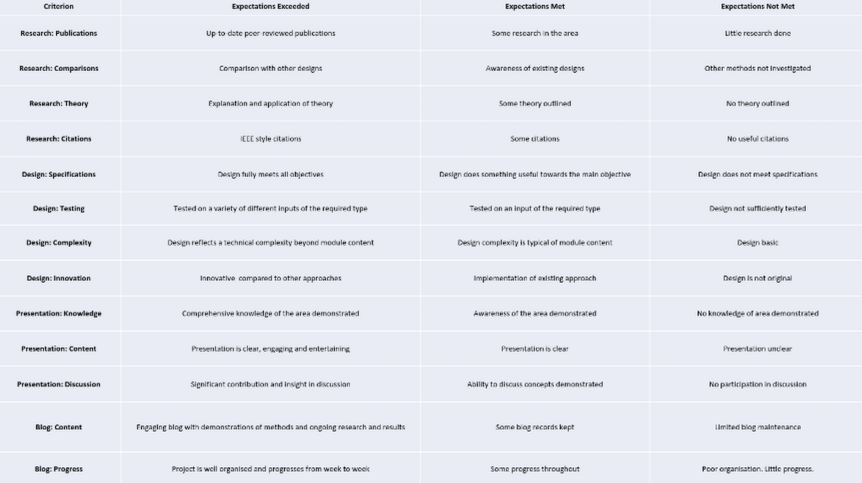 Criterion Expectations Exceeded Expectations Met Expectations Not Met
Research: Publications Up-to-date peer-reviewed publications Some research in the area Little research done
Research: Comparisons Comparison with other designs Awareness of existing designs Other methods not investigated
Research: Theory Explanation and application of theory Some theory outlined No theory outlined
Research: Citations IEEE style citations Some citations No useful citations
Design: Specifications Design fully meets all objectives Design does something useful towards the main objective Design does not meet specifications
Design: Testing Tested on a variety of different inputs of the required type Tested on an input of the required type Design not sufficiently tested
Design: Complexity Design reflects a technical complexity beyond module content Design complexity is typical of module content Design basic
Design: Innovation Innovative compared to other approaches Implementation of existing approach Design is not original
Presentation: Knowledge Comprehensive knowledge of the area demonstrated Awareness of the area demonstrated No knowledge of area demonstrated
Presentation: Content Presentation is clear, engaging and entertaining Presentation is clear Presentation unclear
Presentation: Discussion Significant contribution and insight in discussion Ability to discuss concepts demonstrated No participation in discussion
Blog: Content Engaging blog with demonstrations of methods and ongoing research and results Some blog records kept Limited blog maintenance
Blog: Progress Project is well organised and progresses from week to week Some progress throughout Poor organisation. Little progress.